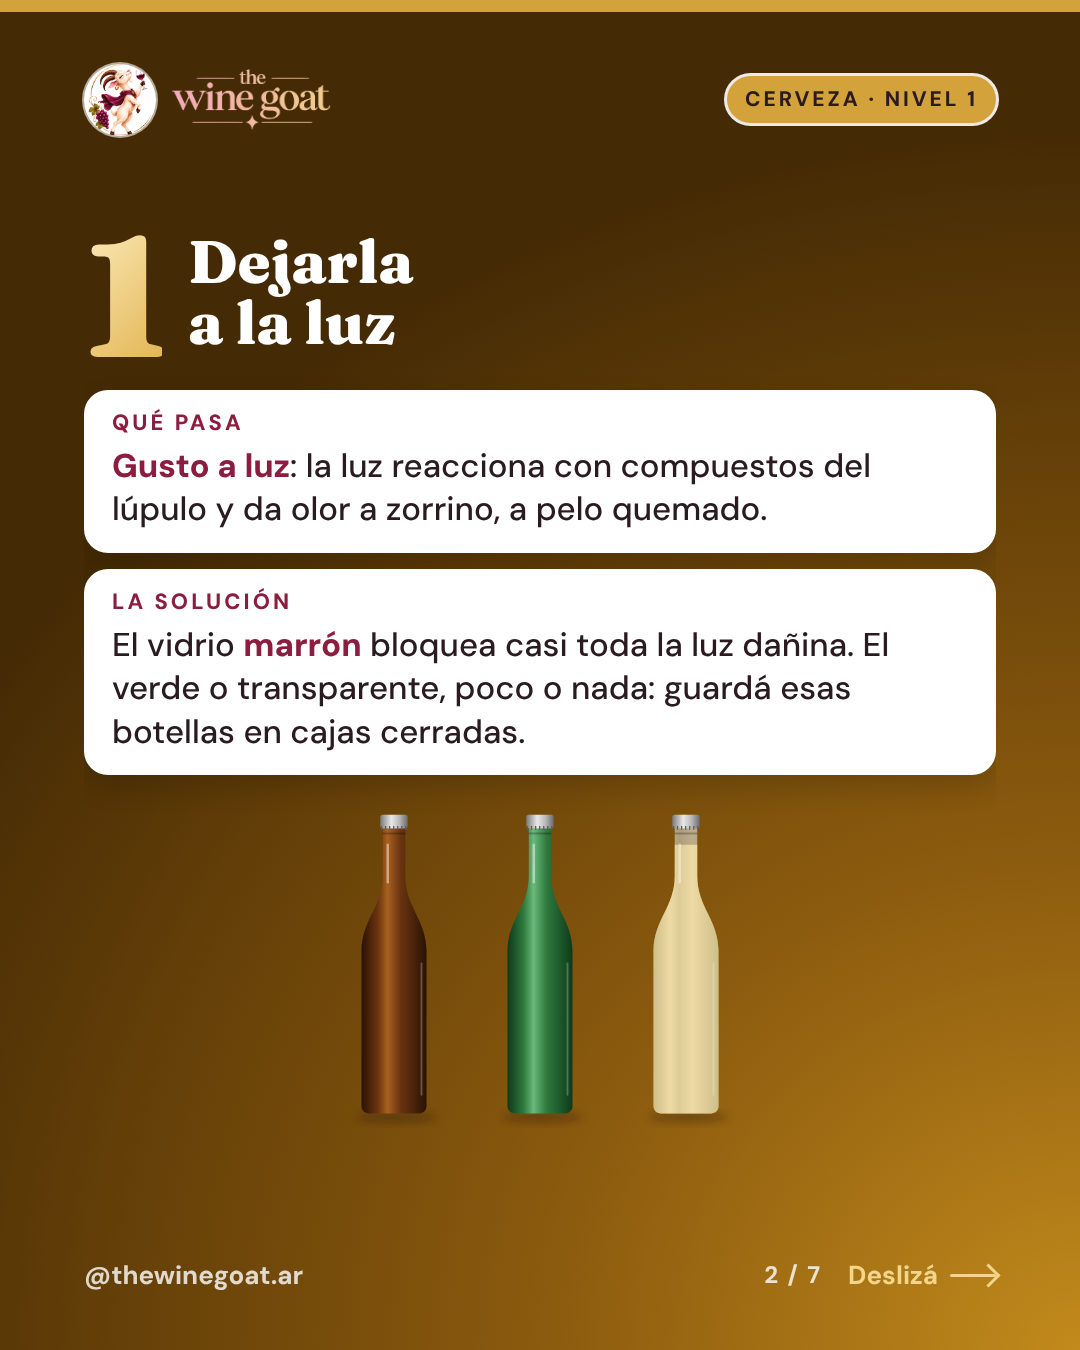 the
wine goat
CERVEZA · NIVEL 1
1
Dejarla
a la luz
QUÉ PASA
Gusto a luz: la luz reacciona con compuestos del
lúpulo y da olor a zorrino, a pelo quemado.
LA SOLUCIÓN
El vidrio marrón bloquea casi toda la luz dañina. El
verde o transparente, poco o nada: guardá esas
botellas en cajas cerradas.
@thewinegoat.ar
2 / 7
Deslizá